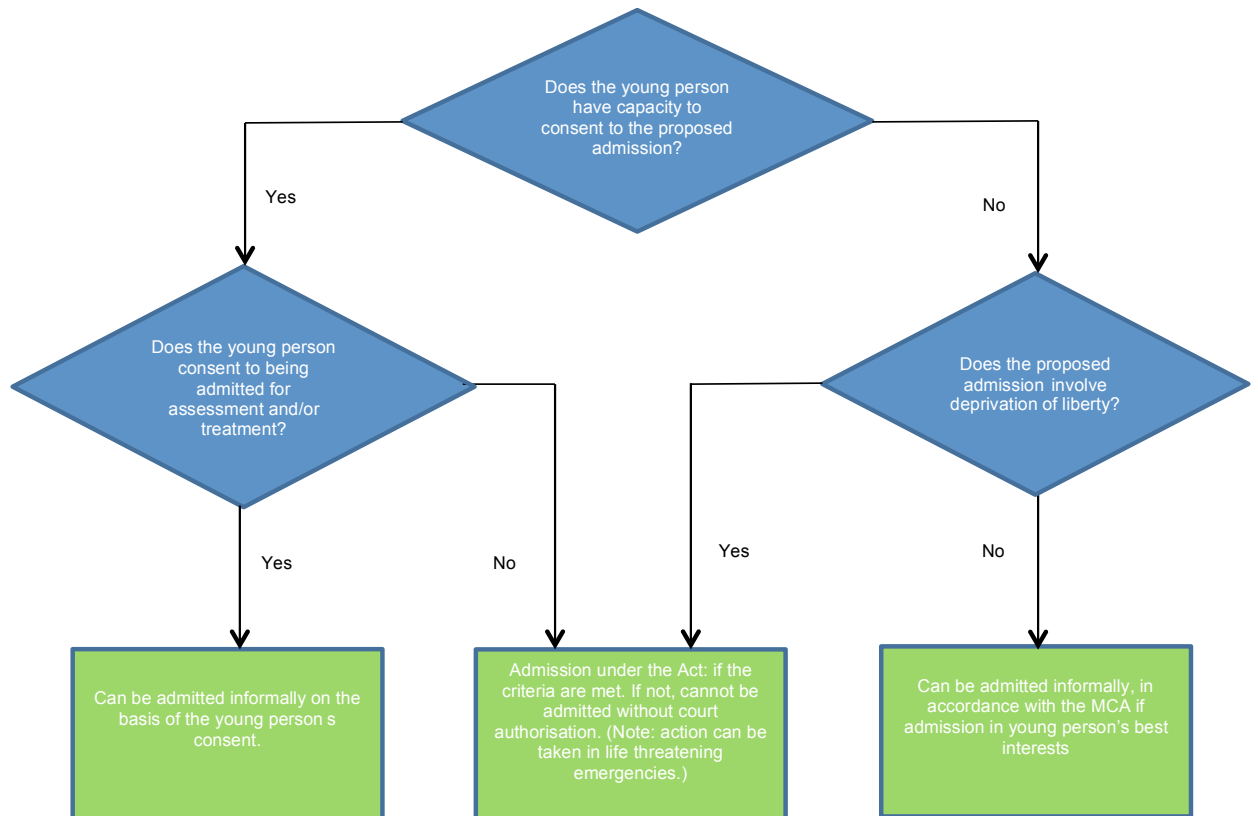 Does the young person
have capacity to
consent to the proposed
admission?
Yes
No
Does the young person
consent to being
admitted for
assessment and/or
treatment?
Does the proposed
admission involve
deprivation of liberty?
Yes
No
Yes
No
Can be admitted informally on the
basis of the young person s
consent.
Admission under the Act: if the
criteria are met. If not, cannot be
admitted without court
authorisation. (Note: action can be
taken in life threatening
emergencies.)
Can be admitted informally, in
accordance with the MCA if
admission in young person's best
interests